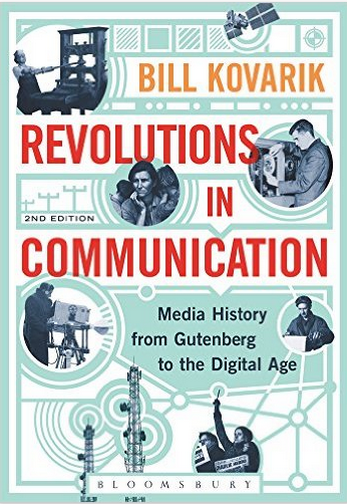 BILL KOVARIK
REVOLUTIONS
IN
2ND EDITION
COMMUNICATION
Media History
from Gutenberg
to the Digital Age
BLOOMSBURY